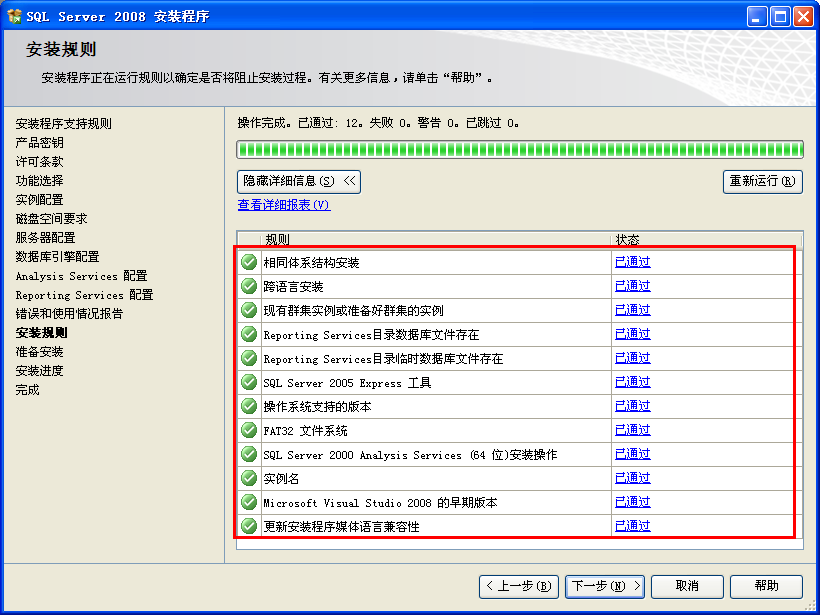 SQL Server 2008 安装程序
安装规则
安装程序正在运行规则以确定是否将阻止安装过程。有关更多信息，请单击“帮助”。
安装程序支持规则
产品密钥
许可条款
功能选择
实例配置
磁盘空间要求
服务器配置
数据库引擎配置
Analysis Services 配置
Reporting Services 配置
错误和使用情况报告
安装规则
准备安装
安装进度
完成
操作完成。已通过: 12。失败 0。警告 0。已跳过 0。
隐藏详细信息(S) <<
重新运行(R)
查看详细报表(V)
规则 状态
相同体系结构安装 已通过
跨语言安装 已通过
现有群集实例或准备好群集的实例 已通过
Reporting Services目录数据库文件存在 已通过
Reporting Services目录临时数据库文件存在 已通过
SQL Server 2005 Express 工具 已通过
操作系统支持的版本 已通过
FAT32 文件系统 已通过
SQL Server 2000 Analysis Services (64 位)安装操作 已通过
实例名 已通过
Microsoft Visual Studio 2008 的早期版本 已通过
更新安装程序媒体语言兼容性 已通过
< 上一步(B) 下一步(N) > 取消 帮助